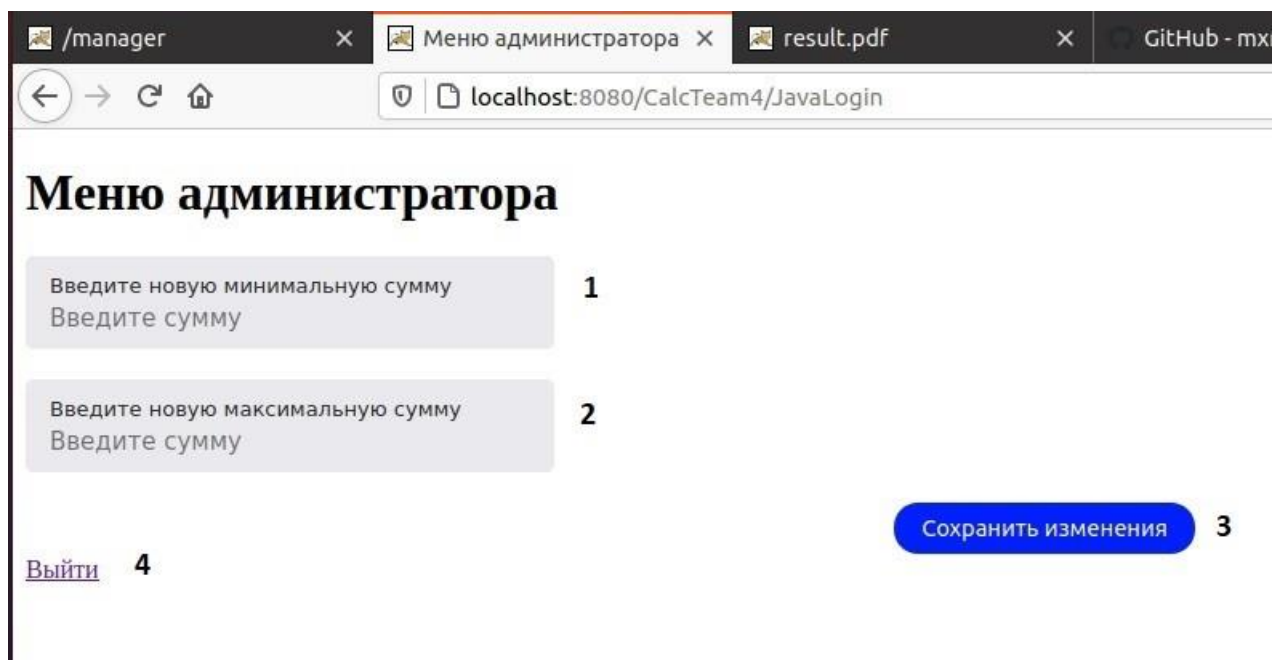 /manager
Меню администратора
result.pdf
GitHub - mx
localhost:8080/CalcTeam4/JavaLogin
Меню администратора
Введите новую минимальную сумму
Введите сумму
1
Введите новую максимальную сумму
Введите сумму
2
Сохранить изменения 3
Выйти 4